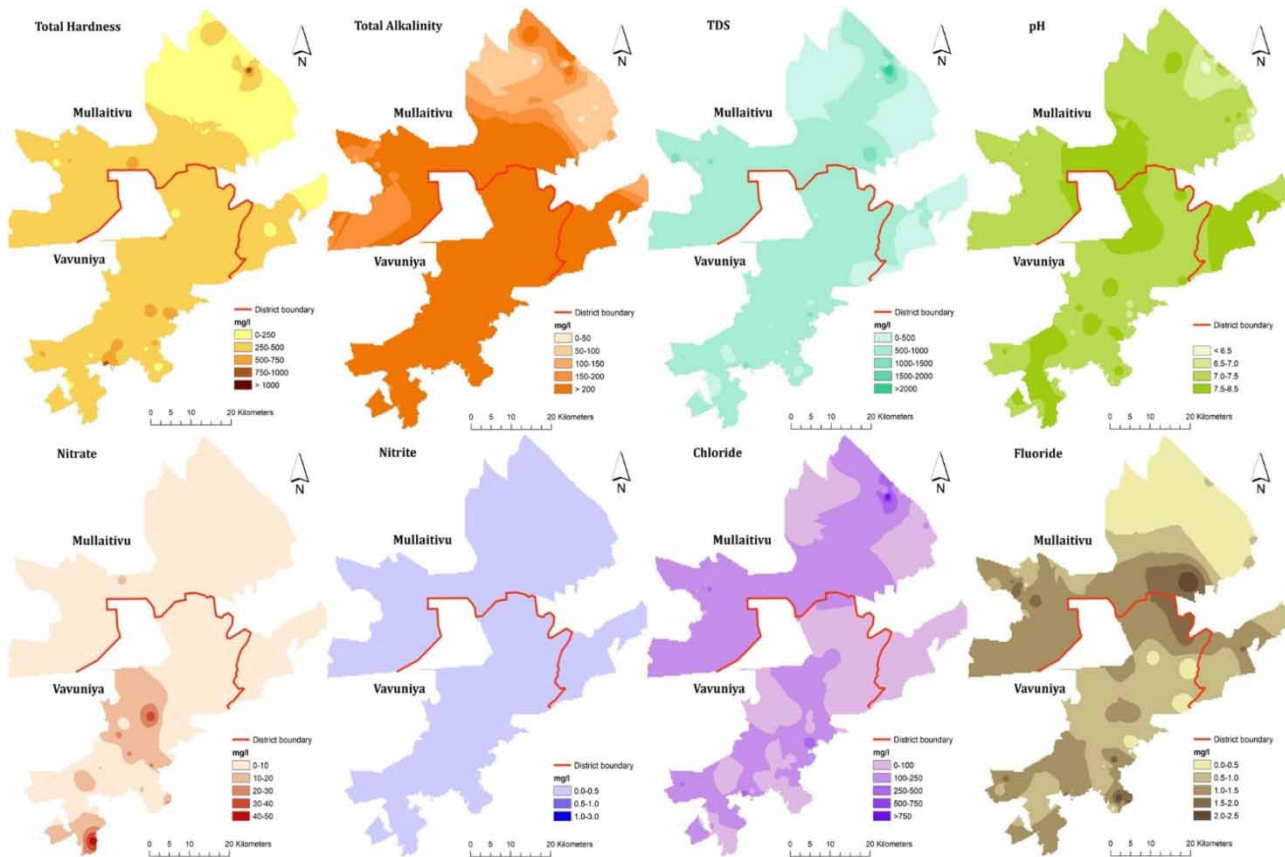 Total Hardness
N
Mullaitivu
Vavuniya
District boundary
mg/l
0-250
250-500
500-750
750-1000
> 1000
0 5 10 20 Kilometers
Total Alkalinity
N
Mullaitivu
Vavuniya
District boundary
mg/l
0-50
50-100
100-150
150-200
> 200
0 5 10 20 Kilometers
TDS
N
Mullaitivu
Vavuniya
District boundary
mg/l
0-500
500-1000
1000-1500
1500-2000
>2000
0 5 10 20 Kilometers
pH
N
Mullaitivu
Vavuniya
District boundary
< 6.5
6.5-7.0
7.0-7.5
7.5-8.5
0 5 10 20 Kilometers
Nitrate
N
Mullaitivu
Vavuniya
District boundary
mg/l
0-10
10-20
20-30
30-40
40-50
0 5 10 20 Kilometers
Nitrite
N
Mullaitivu
Vavuniya
District boundary
mg/l
0.0-0.5
0.5-1.0
1.0-3.0
0 5 10 20 Kilometers
Chloride
N
Mullaitivu
Vavuniya
District boundary
mg/l
0-100
100-250
250-500
500-750
>750
0 5 10 20 Kilometers
Fluoride
N
Mullaitivu
Vavuniya
District boundary
mg/l
0.0-0.5
0.5-1.0
1.0-1.5
1.5-2.0
2.0-2.5
0 5 10 20 Kilometers